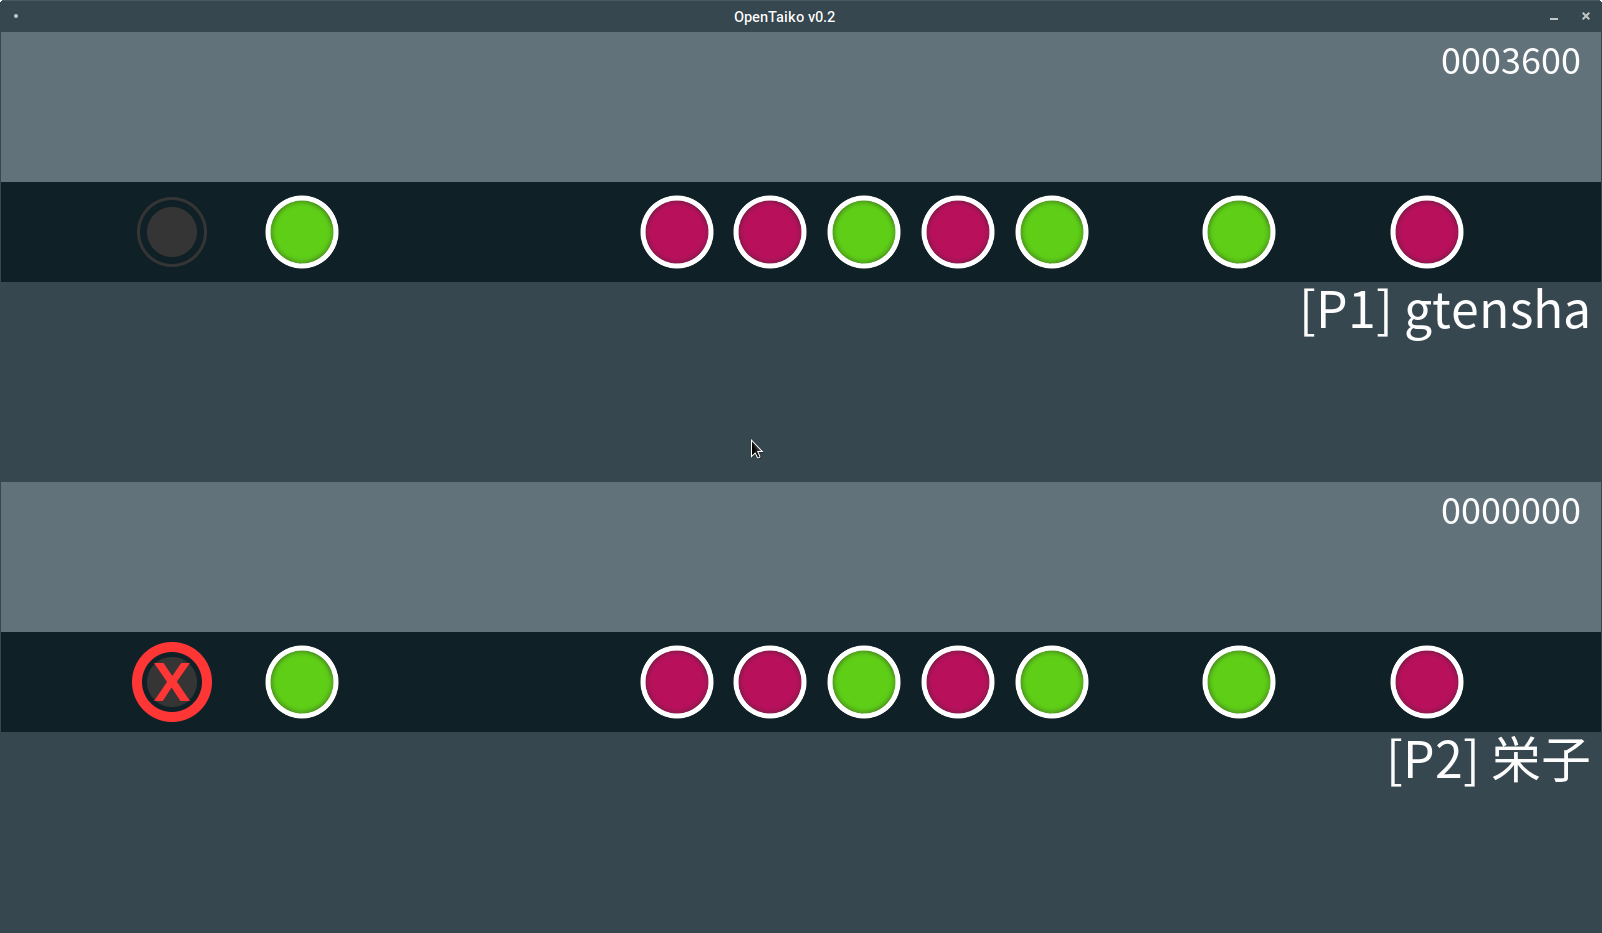 OpenTaiko v0.2
0003600
[P1] gtensha
0000000
X
[P2] 栄子